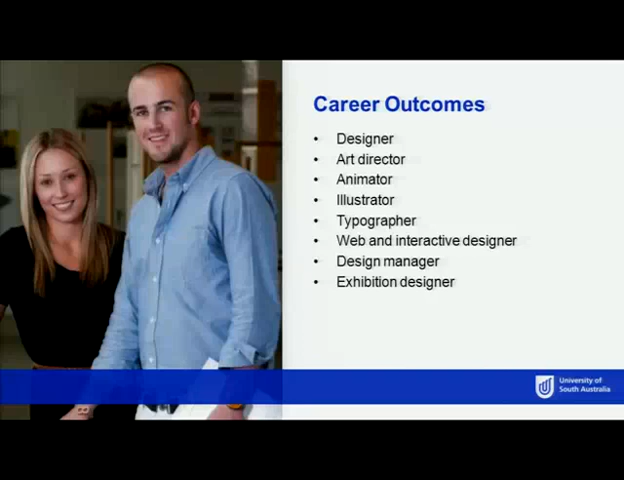 Career Outcomes
• Designer
• Art director
• Animator
• Illustrator
• Typographer
• Web and interactive designer
• Design manager
• Exhibition designer
University of
South Australia